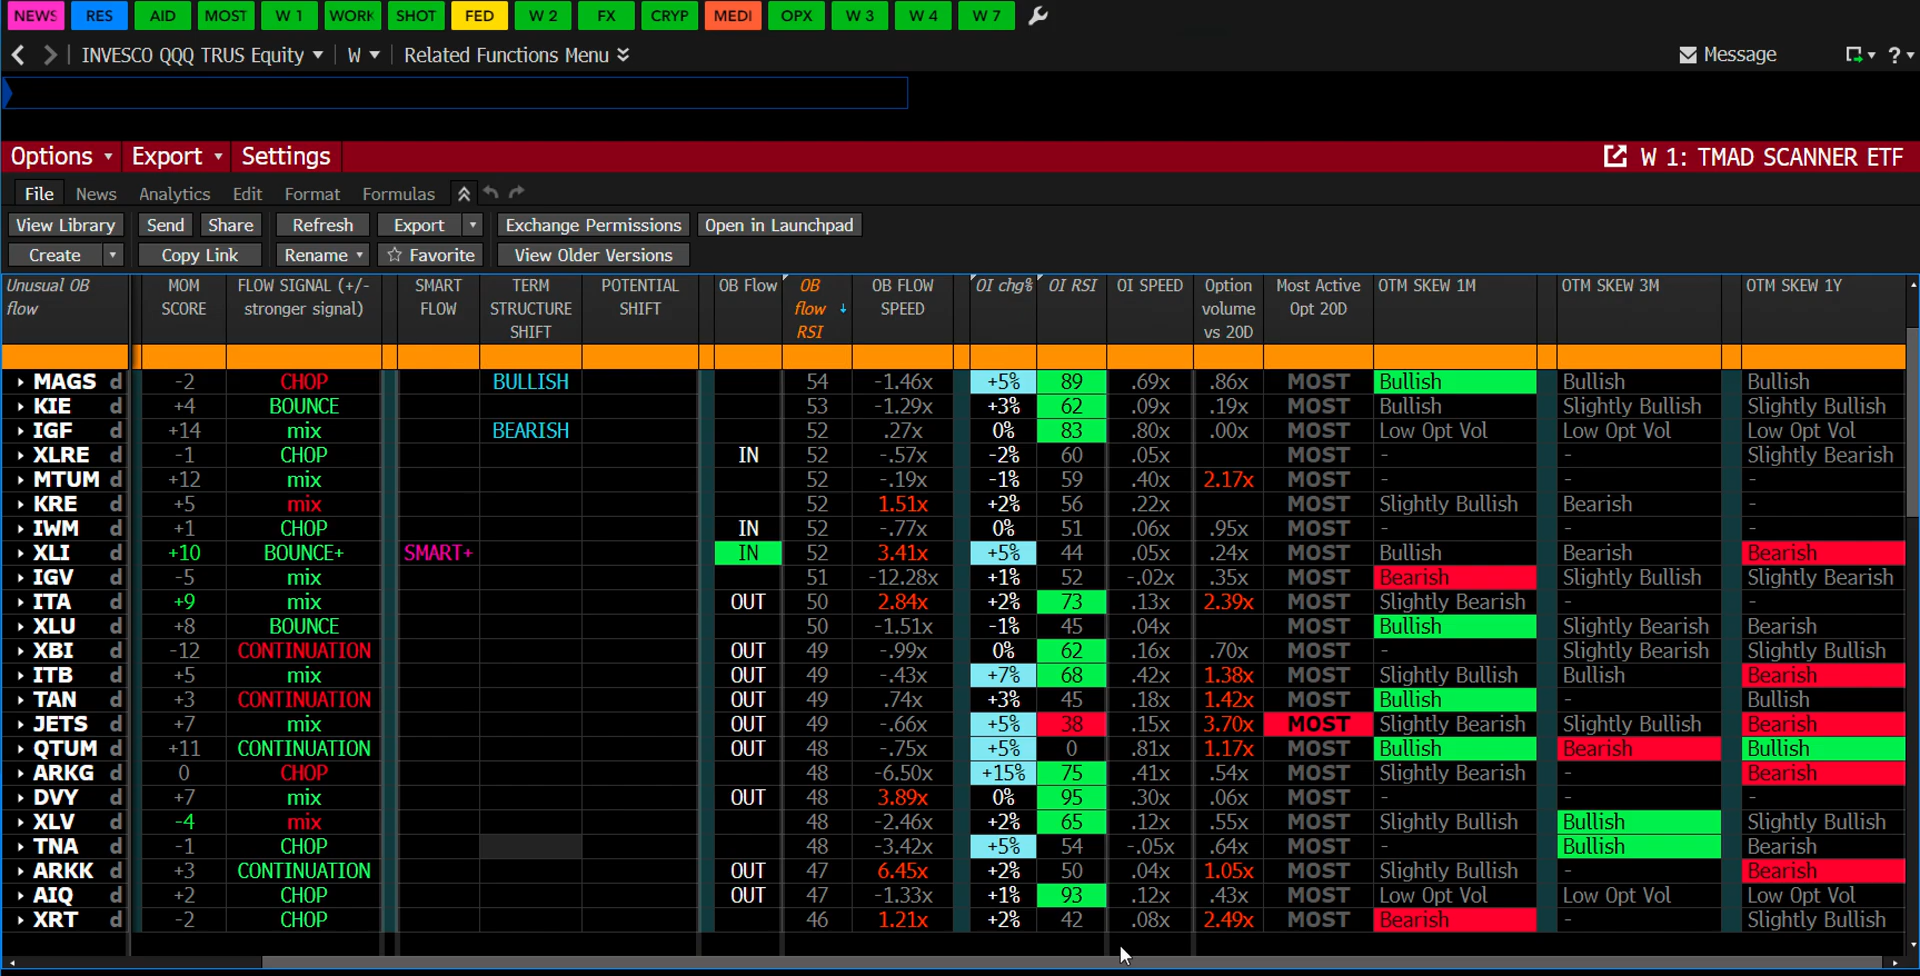 NEWS RES AID MOST W 1 WORK SHOT FED W 2 FX CRYP MEDI OPX W 3 W 4 W 7
INVESCO QQQ TRUS Equity W Related Functions Menu Message ?
Options Export Settings W 1: TMAD SCANNER ETF
File News Analytics Edit Format Formulas
View Library Send Share Refresh Export Exchange Permissions Open in Launchpad
Create Copy Link Rename Favorite View Older Versions
Unusual OB MOM FLOW SIGNAL (+/- SMART TERM POTENTIAL OB Flow OB OB FLOW OI chg% OI RSI OI SPEED Option Most Active OTM SKEW 1M OTM SKEW 3M OTM SKEW 1Y
flow SCORE stronger signal) FLOW STRUCTURE SHIFT flow SPEED volume Opt 20D
SHIFT RSI vs 20D
MAGS d -2 CHOP BULLISH 54 -1.46x +5% 89 .69x .86x MOST Bullish Bullish Bullish
KIE d +4 BOUNCE 53 -1.29x +3% 62 .09x .19x MOST Bullish Slightly Bullish Slightly Bullish
IGF d +14 mix BEARISH 52 .27x 0% 83 .80x .00x MOST Low Opt Vol Low Opt Vol Low Opt Vol
XLRE d -1 CHOP IN 52 -.57x -2% 60 .05x MOST - - Slightly Bearish
MTUM d +12 mix 52 -.19x -1% 59 .40x 2.17x MOST - - -
KRE d +5 mix 52 1.51x +2% 56 .22x MOST Slightly Bullish Bearish -
IWM d +1 CHOP IN 52 -.77x 0% 51 .06x .95x MOST - - -
XLI d +10 BOUNCE+ SMART+ IN 52 3.41x +5% 44 .05x .24x MOST Bullish Bearish Bearish
IGV d -5 mix 51 -12.28x +1% 52 -.02x .35x MOST Bearish Slightly Bullish Slightly Bearish
ITA d +9 mix OUT 50 2.84x +2% 73 .13x 2.39x MOST Slightly Bearish - -
XLU d +8 BOUNCE 50 -1.51x -1% 45 .04x MOST Bullish Slightly Bearish Bearish
XBI d -12 CONTINUATION OUT 49 -.99x 0% 62 .16x .70x MOST - Slightly Bearish Slightly Bullish
ITB d +5 mix OUT 49 -.43x +7% 68 .42x 1.38x MOST Slightly Bullish Bullish Bearish
TAN d +3 CONTINUATION OUT 49 .74x +3% 45 .18x 1.42x MOST Bullish - Bullish
JETS d +7 mix OUT 49 -.66x +5% 38 .15x 3.70x MOST Slightly Bearish Slightly Bullish Bearish
QTUM d +11 CONTINUATION OUT 48 -.75x +5% 0 .81x 1.17x MOST Bullish Bearish Bullish
ARKG d 0 CHOP 48 -6.50x +15% 75 .41x .54x MOST Slightly Bearish - Bearish
DVY d +7 mix OUT 48 3.89x 0% 95 .30x .06x MOST - - -
XLV d -4 mix 48 -2.46x +2% 65 .12x .55x MOST Slightly Bullish Bullish Slightly Bullish
TNA d -1 CHOP 48 -3.42x +5% 54 -.05x .64x MOST - Bullish Bearish
ARKK d +3 CONTINUATION OUT 47 6.45x +2% 50 .04x 1.05x MOST Slightly Bullish - Bearish
AIQ d +2 CHOP OUT 47 -1.33x +1% 93 .12x .43x MOST Low Opt Vol Low Opt Vol Low Opt Vol
XRT d -2 CHOP 46 1.21x +2% 42 .08x 2.49x MOST Bearish - Slightly Bullish